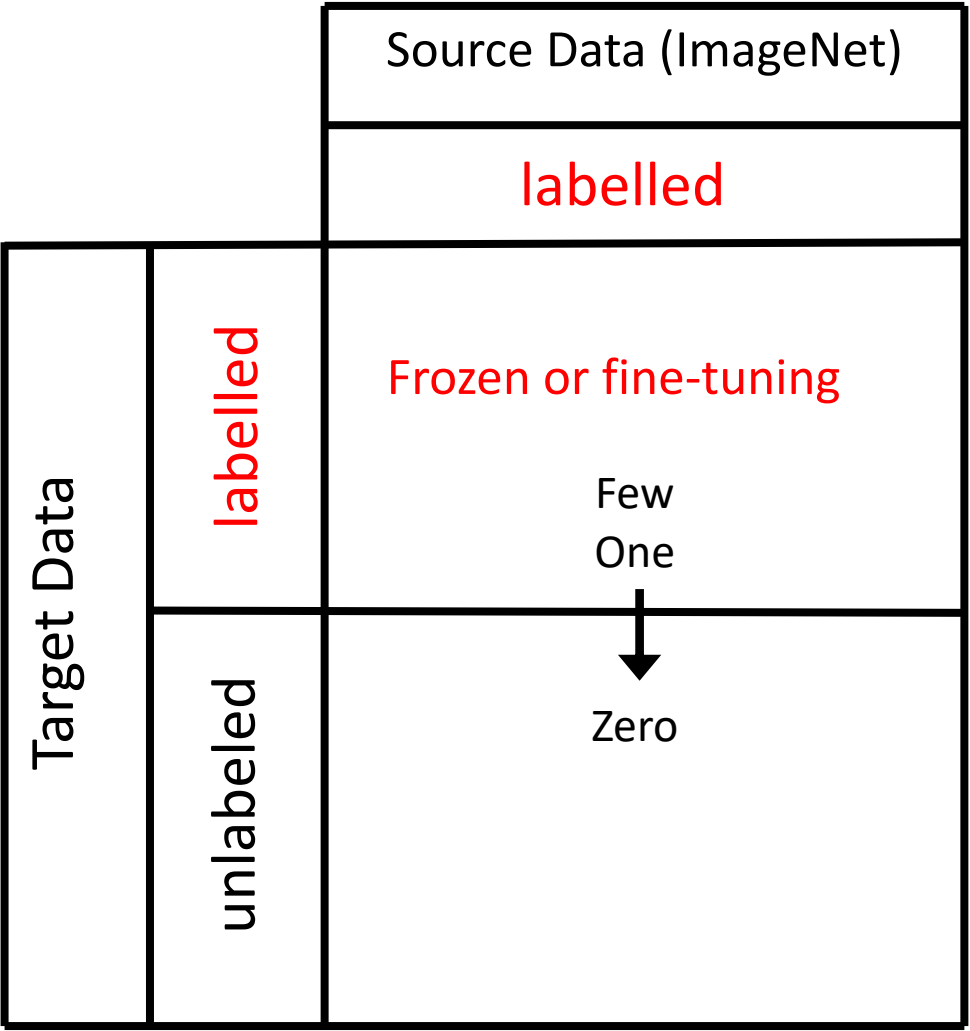 Source Data (ImageNet)
labelled
Target Data
labelled
Frozen or fine-tuning
Few
One
unlabeled
Zero